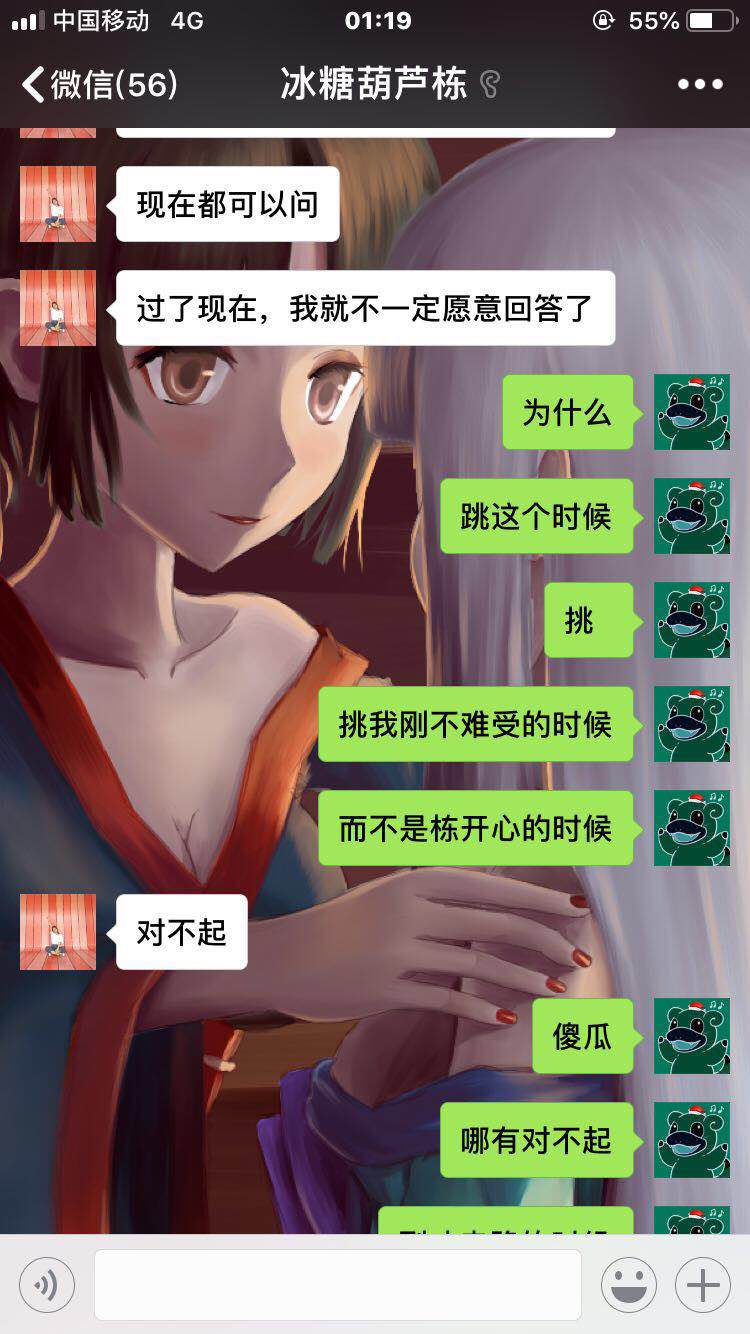 中国移动 4G 01:19 55%
微信(56) 冰糖葫芦栋
现在都可以问
过了现在，我就不一定愿意回答了
为什么
跳这个时候
挑
挑我刚不难受的时候
而不是栋开心的时候
对不起
傻瓜
哪有对不起